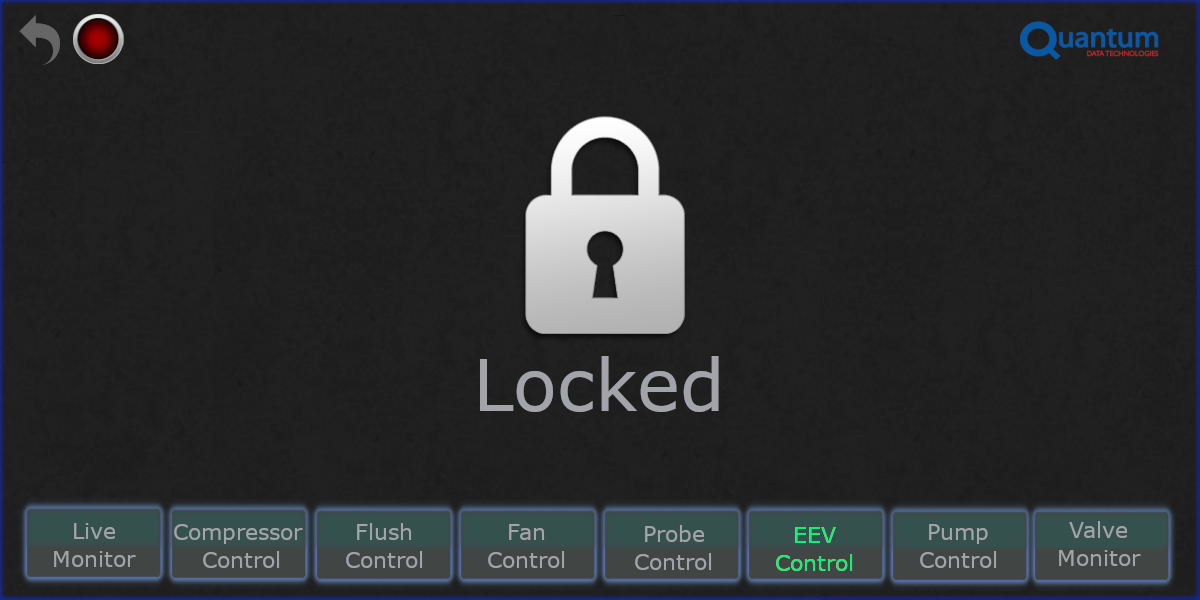 Quantum
DATA TECHNOLOGIES
Locked
Live
Monitor
Compressor
Control
Flush
Control
Fan
Control
Probe
Control
EEV
Control
Pump
Control
Valve
Monitor